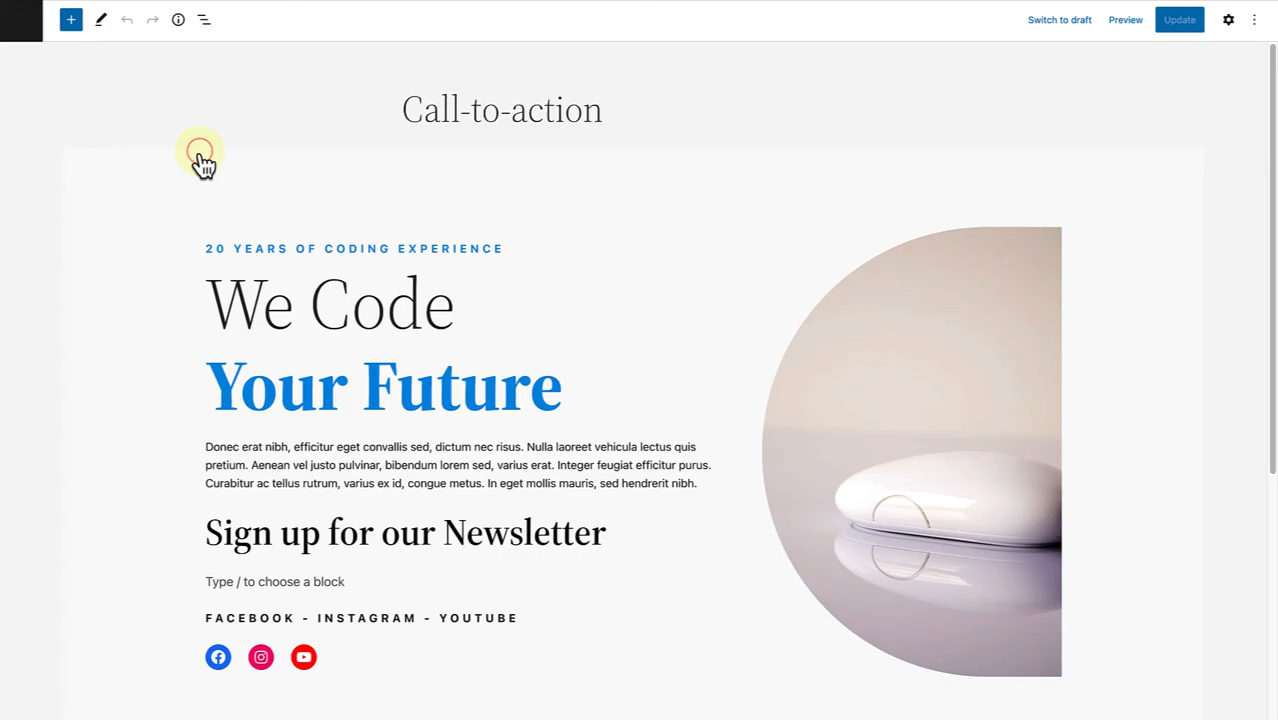 Switch to draft Preview Update
Call-to-action
20 YEARS OF CODING EXPERIENCE
We Code
Your Future
Donec erat nibh, efficitur eget convallis sed, dictum nec risus. Nulla laoreet vehicula lectus quis
pretium. Aenean vel justo pulvinar, bibendum lorem sed, varius erat. Integer feugiat efficitur purus.
Curabitur ac tellus rutrum, varius ex id, congue metus. In eget mollis mauris, sed hendrerit nibh.
Sign up for our Newsletter
Type / to choose a block
FACEBOOK - INSTAGRAM - YOUTUBE